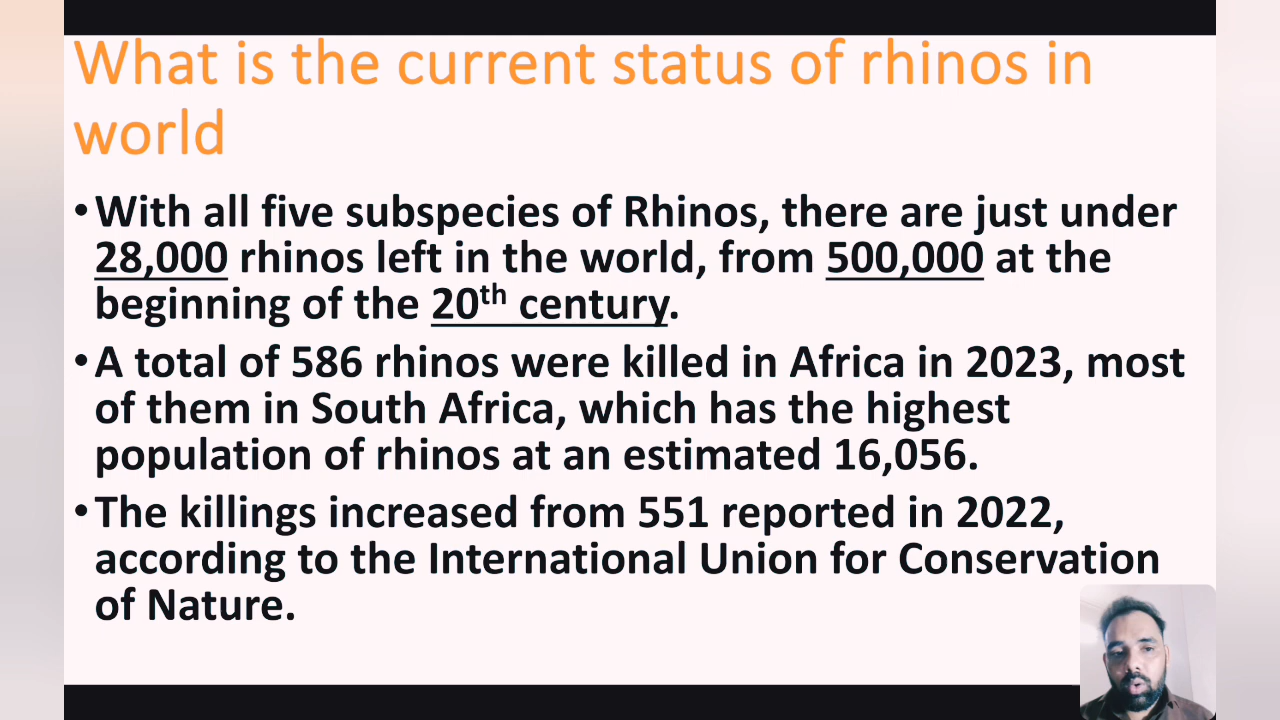 What is the current status of rhinos in
world
•With all five subspecies of Rhinos, there are just under
28,000 rhinos left in the world, from 500,000 at the
beginning of the 20th century.
•A total of 586 rhinos were killed in Africa in 2023, most
of them in South Africa, which has the highest
population of rhinos at an estimated 16,056.
•The killings increased from 551 reported in 2022,
according to the International Union for Conservation
of Nature.